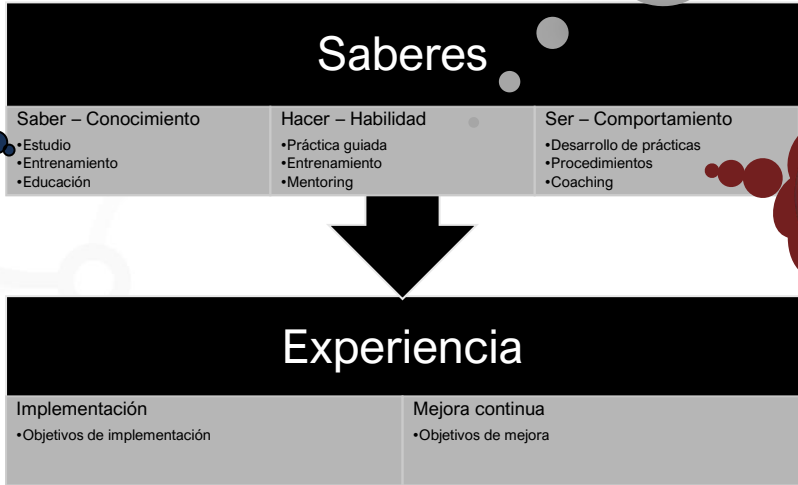 Saberes
Saber – Conocimiento
•Estudio
•Entrenamiento
•Educación
Hacer – Habilidad
•Práctica guiada
•Entrenamiento
•Mentoring
Ser – Comportamiento
•Desarrollo de prácticas
•Procedimientos
•Coaching
Experiencia
Implementación
•Objetivos de implementación
Mejora continua
•Objetivos de mejora